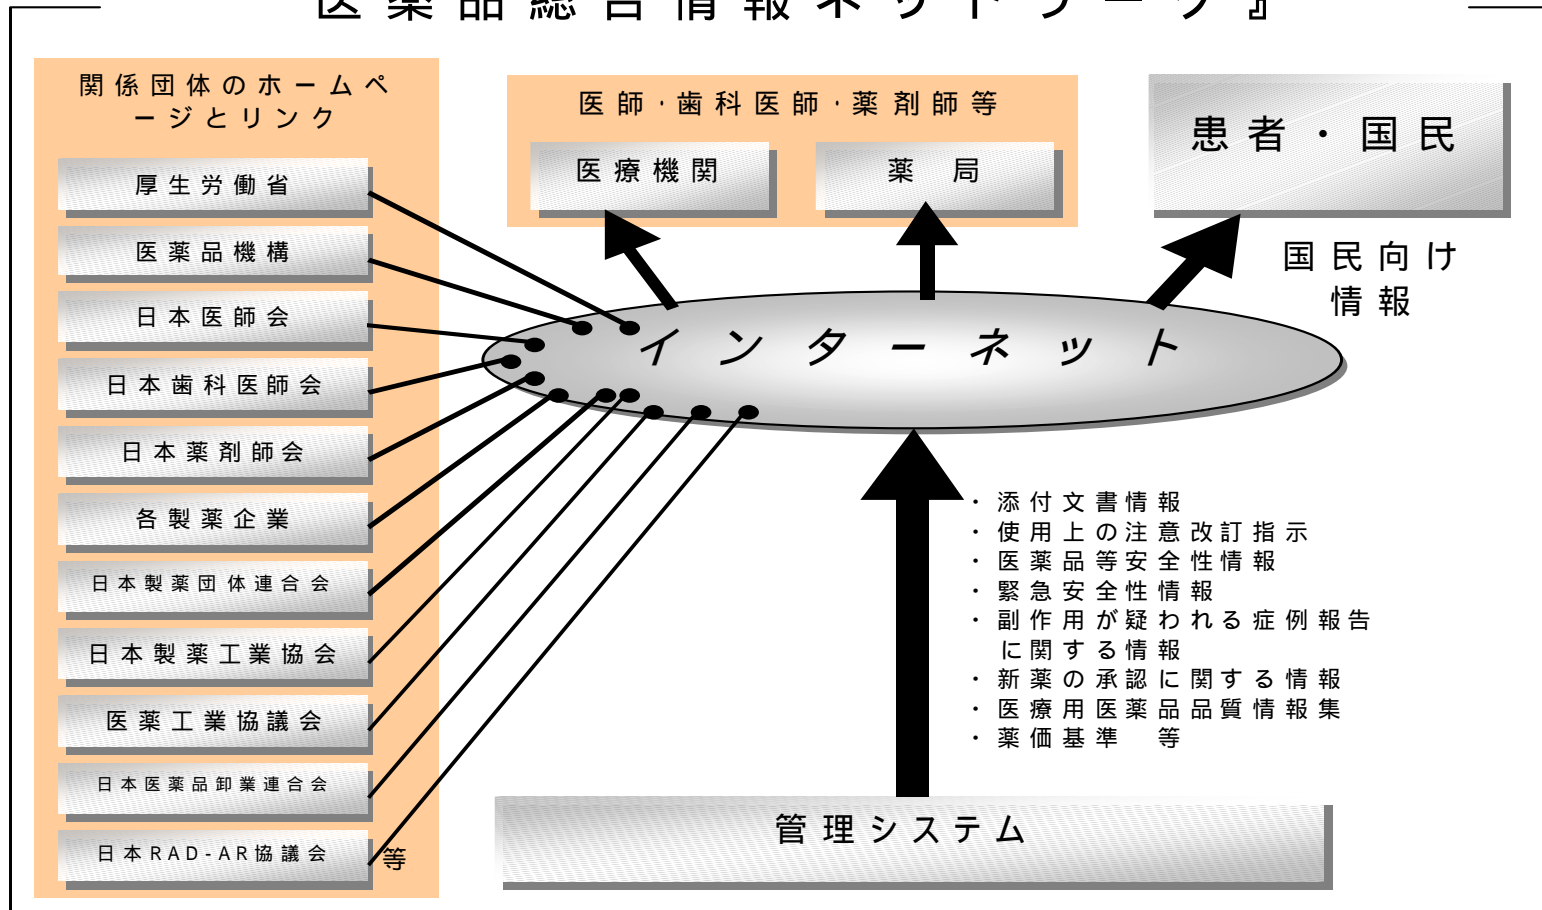 医薬品総合情報ネットワーク』
関係団体のホームペ
ージとリンク
厚生労働省
医薬品機構
日本医師会
日本歯科医師会
日本薬剤師会
各製薬企業
日本製薬団体連合会
日本製薬工業協会
医薬工業協議会
日本医薬品卸業連合会
日本RAD-AR協議会
等
医師・歯科医師・薬剤師等
医療機関
薬局
患者・国民
国民向け
情報
インターネット
・添付文書情報
・使用上の注意改訂指示
・医薬品等安全性情報
・緊急安全性情報
・副作用が疑われる症例報告
に関する情報
・新薬の承認に関する情報
・医療用医薬品品質情報集
・薬価基準　等
管理システム